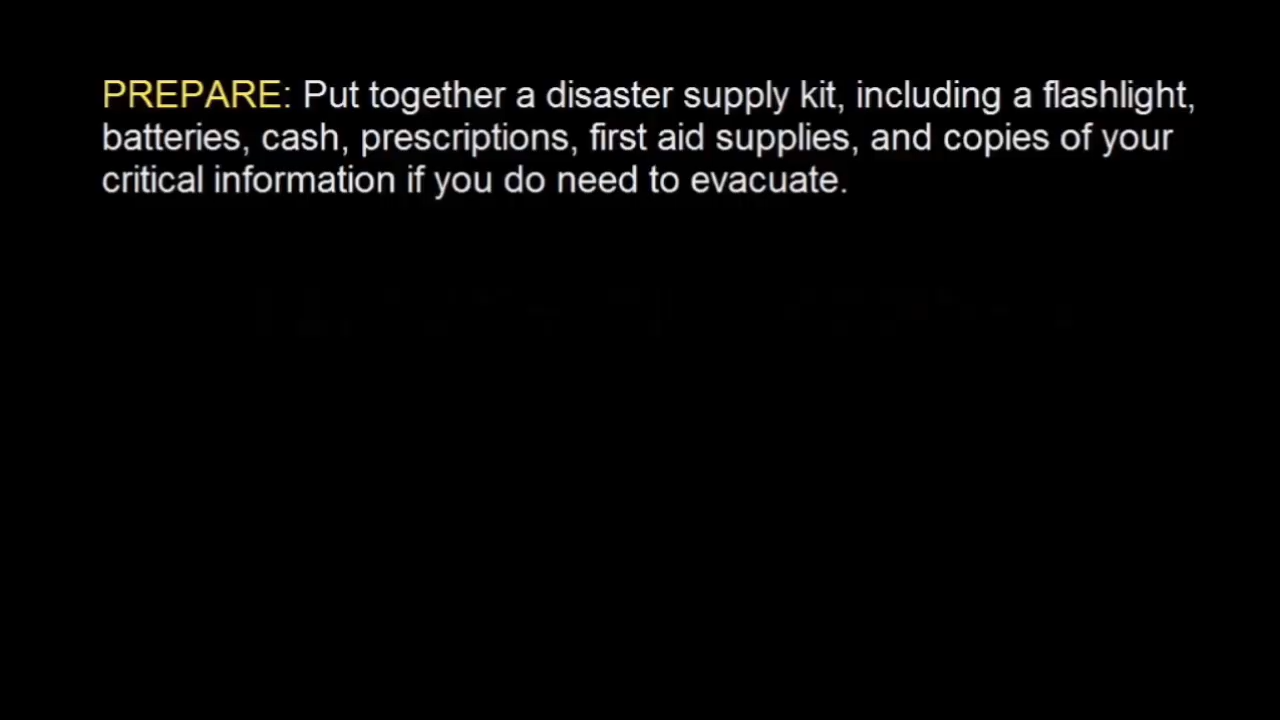 PREPARE: Put together a disaster supply kit, including a flashlight,
batteries, cash, prescriptions, first aid supplies, and copies of your
critical information if you do need to evacuate.